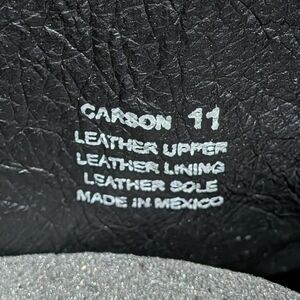 CARSON 11
LEATHER UPPER
LEATHER LINING
LEATHER SOLE
MADE IN MEXICO